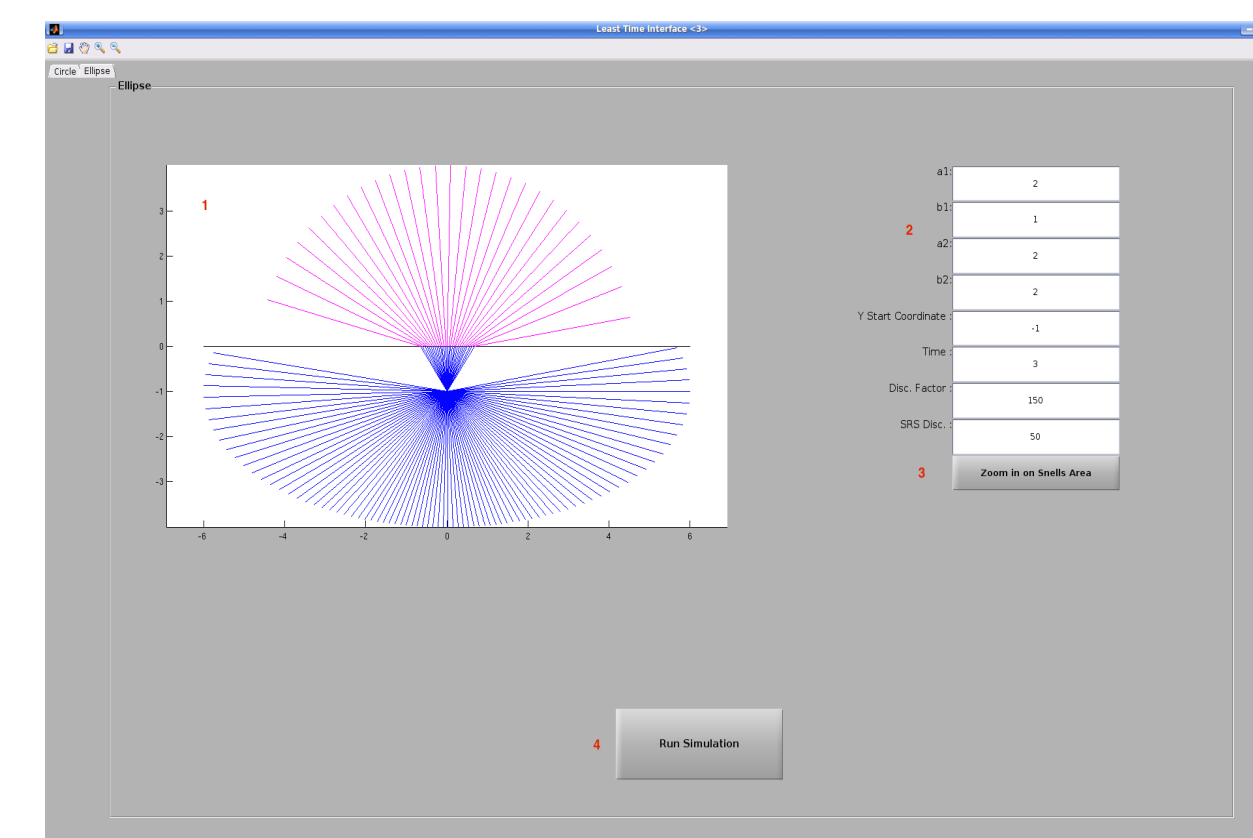 Least Time Interface <3>
Circle Ellipse
Ellipse
1
3
2
1
0
-1
-2
-3
-6 -4 -2 0 2 4 6
a1: 2
b1: 1
2
a2: 2
b2: 2
Y Start Coordinate : -1
Time : 3
Disc. Factor : 150
SRS Disc. : 50
3 Zoom in on Snells Area
4 Run Simulation